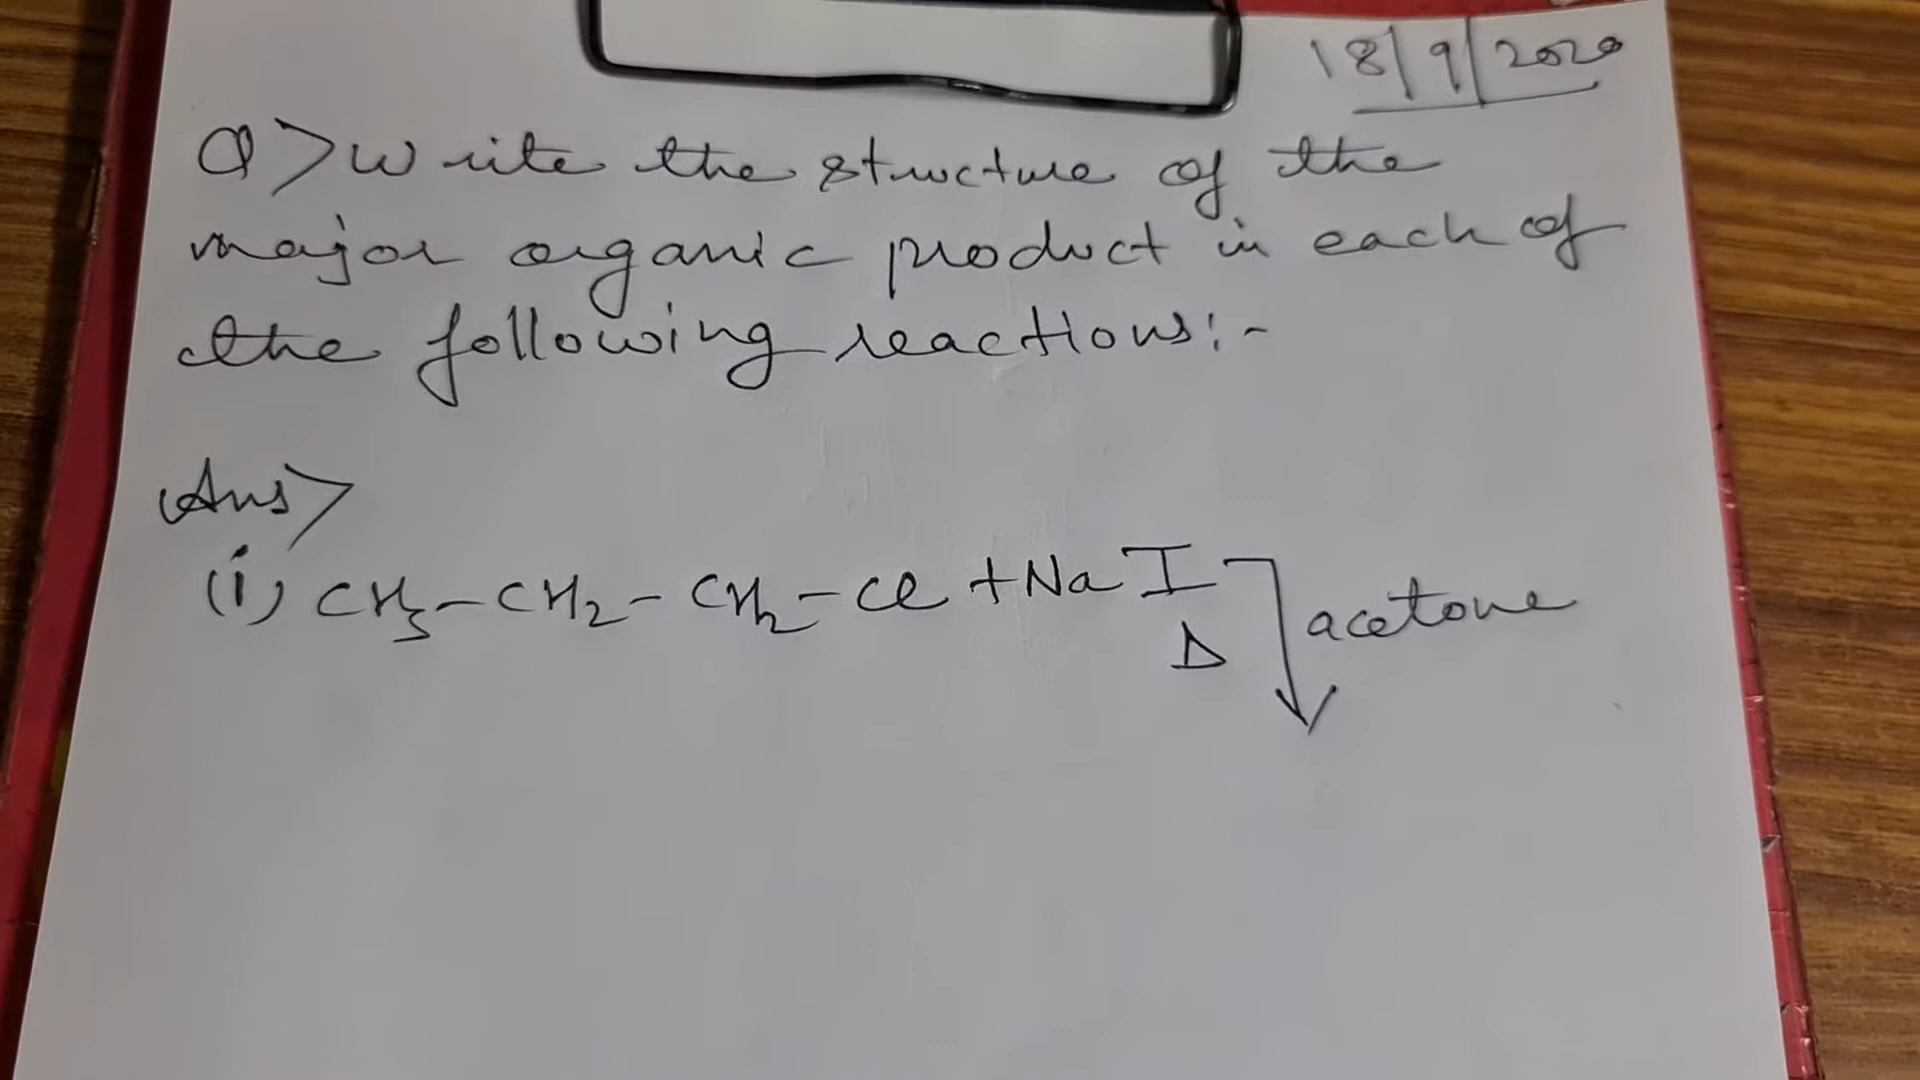 18/9/2020
Q> Write the structure of the
major organic product in each of
the following reactions:-
Ans>
(i) CH3-CH2-CH2-Cl + NaI
Δ acetone